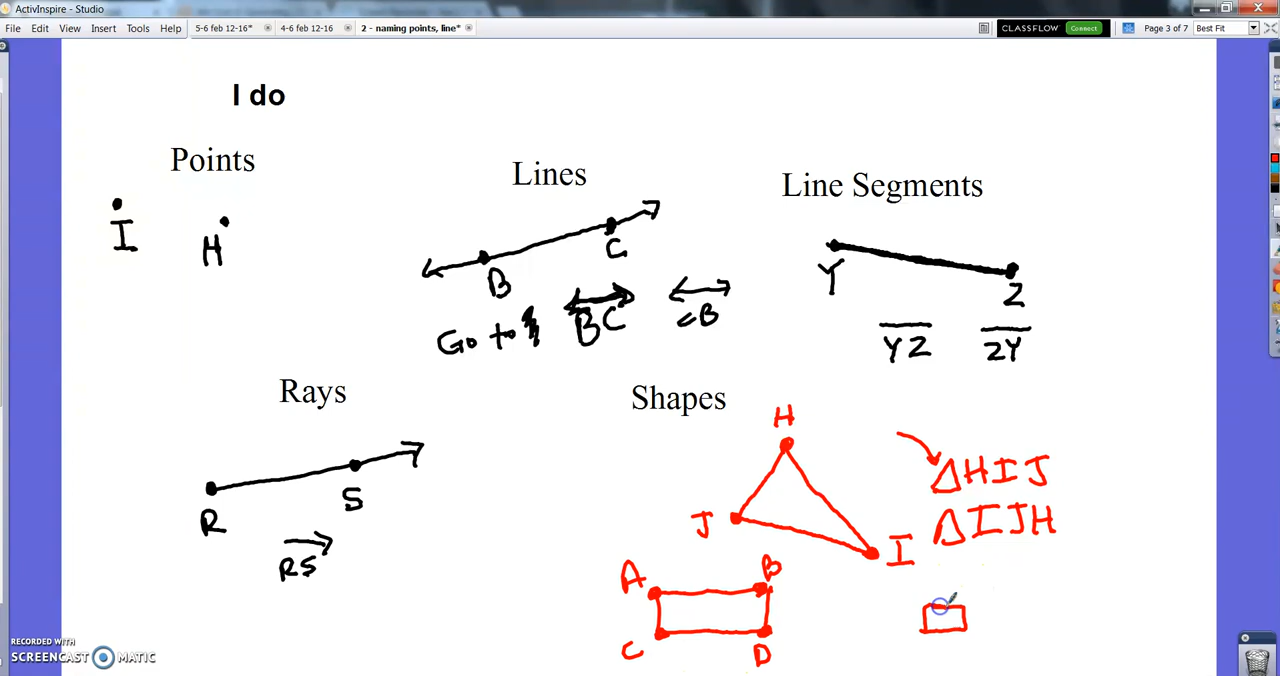 ActivInspire - Studio
File Edit View Insert Tools Help
5-6 feb 12-16* 4-6 feb 12-16 2 - naming points, line*
CLASSFLOW Connect
Page 3 of 7 Best Fit
I do
Points
I H
Lines
B C
Go to BC CB
Line Segments
Y Z
YZ ZY
Rays
R S
RS
Shapes
H
J I
ΔHIJ
ΔIJH
A B
C D
RECORDED WITH
SCREENCAST MATIC